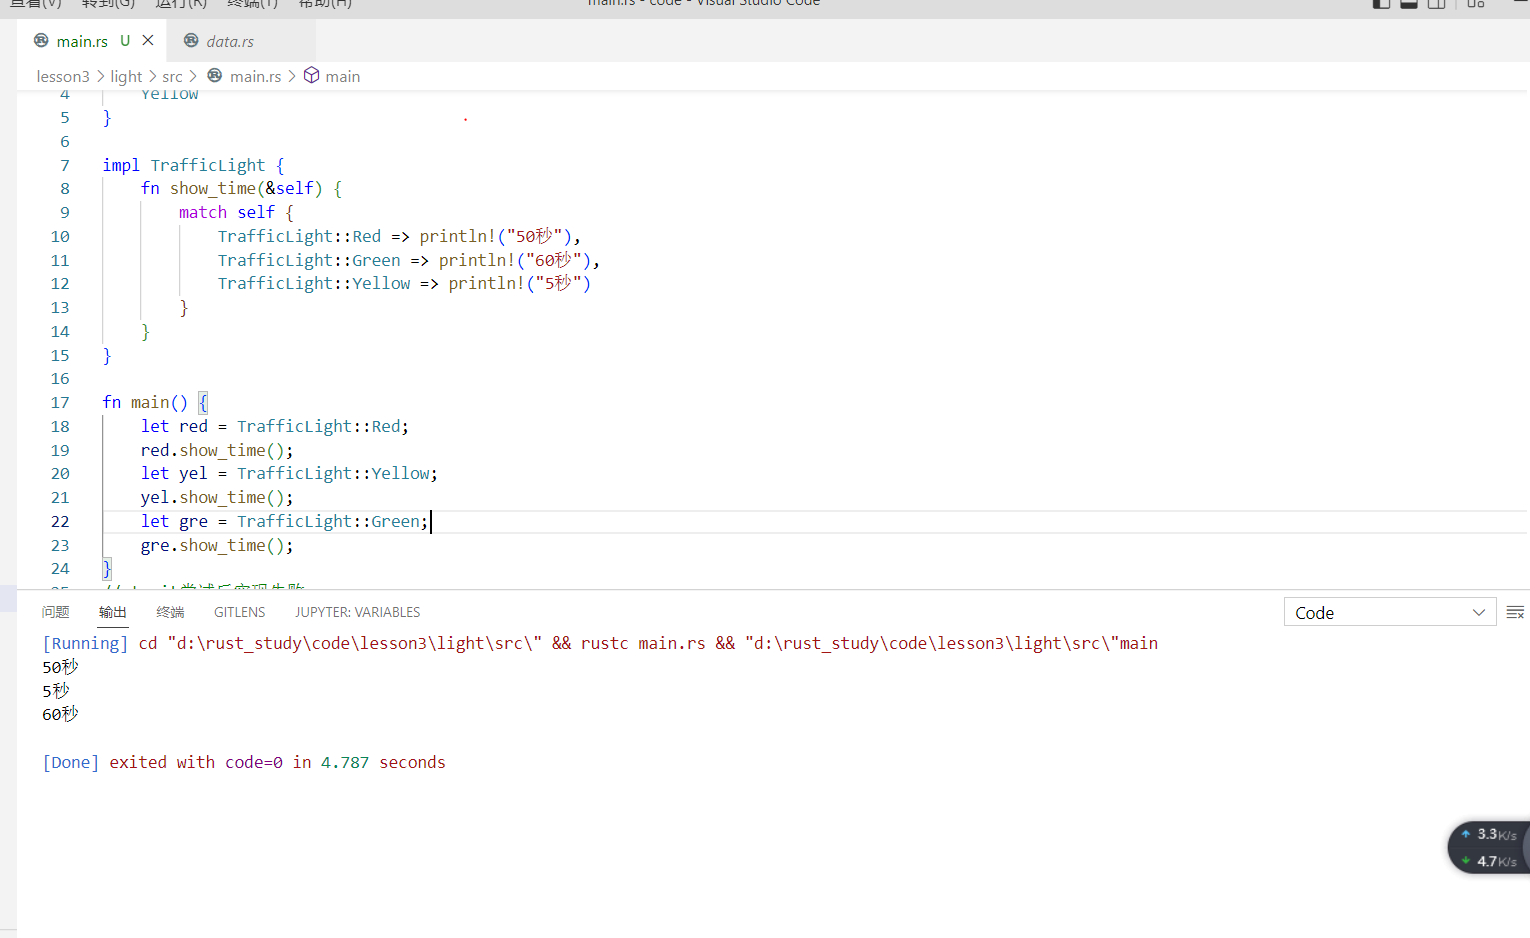 查看(V) 转到(G) 运行(R) 终端(T) 帮助(H) main.rs - code - Visual Studio Code
main.rs U data.rs
lesson3 > light > src > main.rs > main
4 Yellow
5 }
6
7 impl TrafficLight {
8 fn show_time(&self) {
9 match self {
10 TrafficLight::Red => println!("50秒"),
11 TrafficLight::Green => println!("60秒"),
12 TrafficLight::Yellow => println!("5秒")
13 }
14 }
15 }
16
17 fn main() {
18 let red = TrafficLight::Red;
19 red.show_time();
20 let yel = TrafficLight::Yellow;
21 yel.show_time();
22 let gre = TrafficLight::Green;
23 gre.show_time();
24 }
问题 输出 终端 GITLENS JUPYTER: VARIABLES Code
[Running] cd "d:\rust_study\code\lesson3\light\src\" && rustc main.rs && "d:\rust_study\code\lesson3\light\src\"main
50秒
5秒
60秒
[Done] exited with code=0 in 4.787 seconds
3.3K/s
4.7K/s